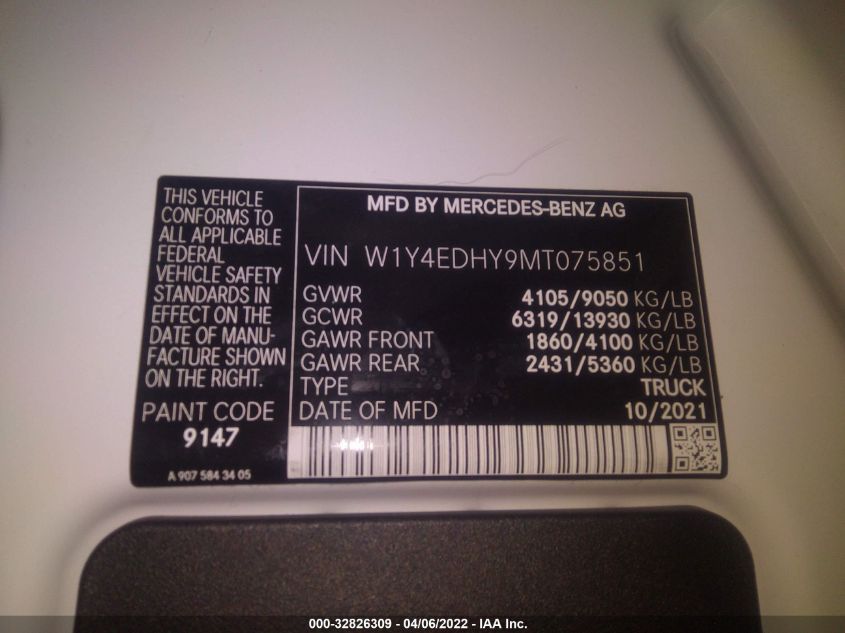 THIS VEHICLE
CONFORMS TO
ALL APPLICABLE
FEDERAL
VEHICLE SAFETY
STANDARDS IN
EFFECT ON THE
DATE OF MANU-
FACTURE SHOWN
ON THE RIGHT.
PAINT CODE
9147
A 907 584 34 05
MFD BY MERCEDES-BENZ AG
VIN W1Y4EDHY9MT075851
GVWR 4105/9050 KG/LB
GCWR 6319/13930 KG/LB
GAWR FRONT 1860/4100 KG/LB
GAWR REAR 2431/5360 KG/LB
TYPE TRUCK
DATE OF MFD 10/2021
000-32826309 - 04/06/2022 - IAA Inc.